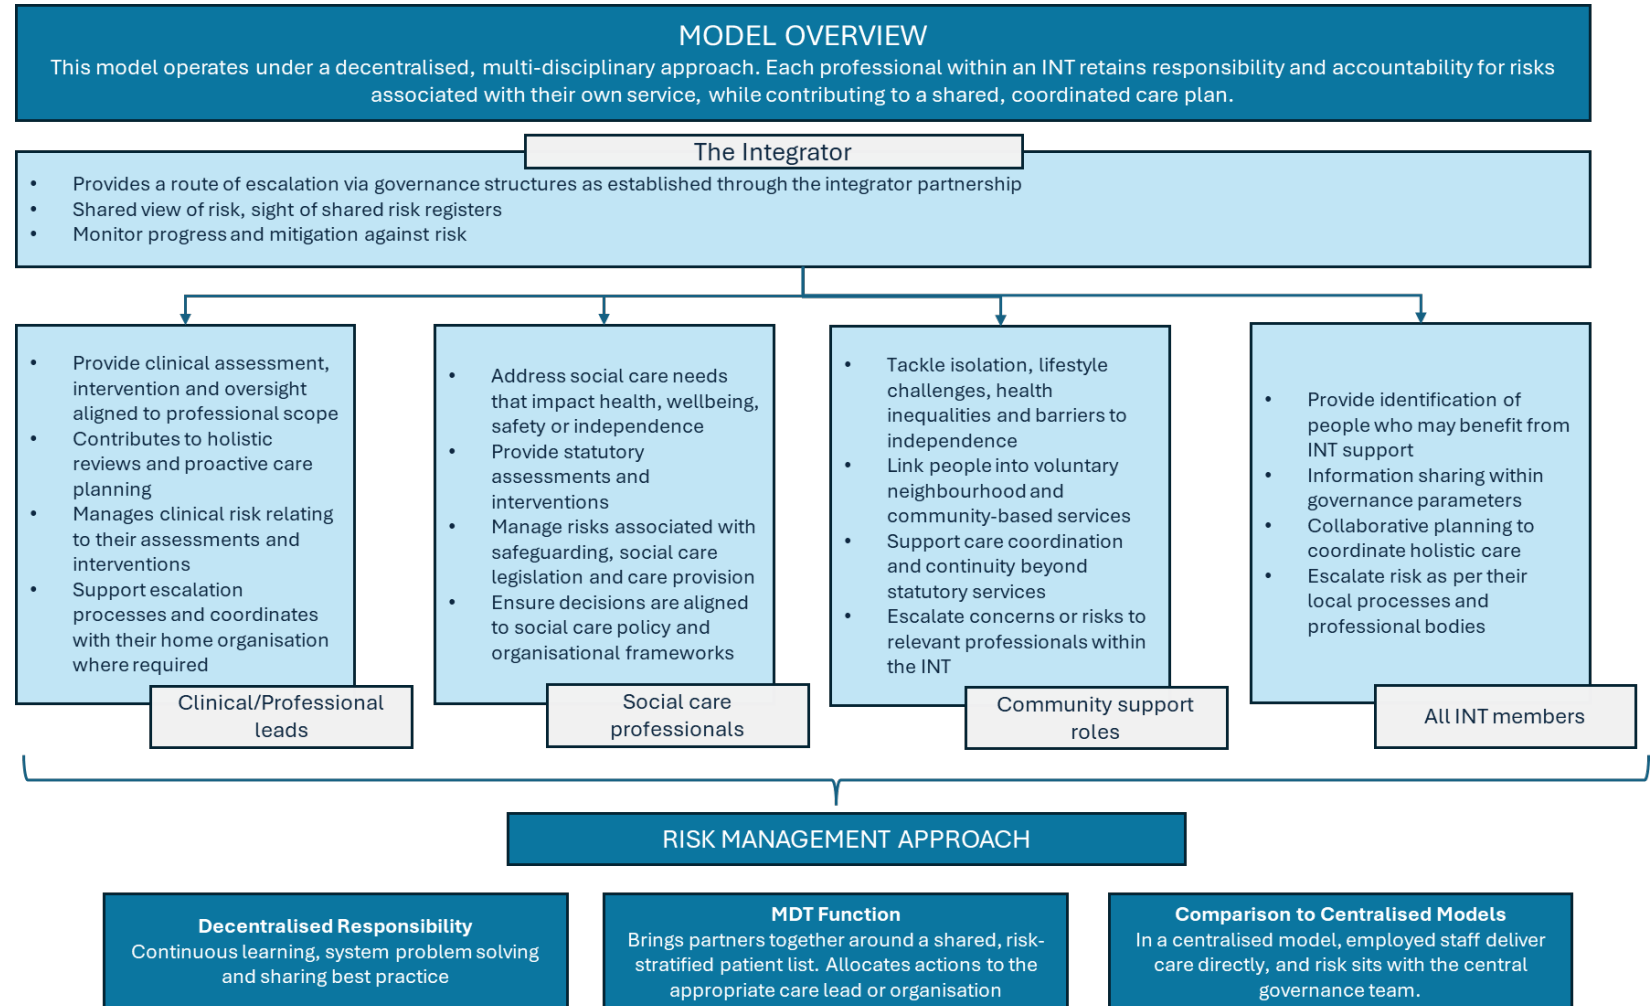 MODEL OVERVIEW
This model operates under a decentralised, multi-disciplinary approach. Each professional within an INT retains responsibility and accountability for risks
associated with their own service, while contributing to a shared, coordinated care plan.
The Integrator
• Provides a route of escalation via governance structures as established through the integrator partnership
• Shared view of risk, sight of shared risk registers
• Monitor progress and mitigation against risk
• Provide clinical assessment,
intervention and oversight
aligned to professional scope
• Contributes to holistic
reviews and proactive care
planning
• Manages clinical risk relating
to their assessments and
interventions
• Support escalation
processes and coordinates
with their home organisation
where required
Clinical/Professional
leads
• Address social care needs
that impact health, wellbeing,
safety or independence
• Provide statutory
assessments and
interventions
• Manage risks associated with
safeguarding, social care
legislation and care provision
• Ensure decisions are aligned
to social care policy and
organisational frameworks
Social care
professionals
• Tackle isolation, lifestyle
challenges, health
inequalities and barriers to
independence
• Link people into voluntary
neighbourhood and
community-based services
• Support care coordination
and continuity beyond
statutory services
• Escalate concerns or risks to
relevant professionals within
the INT
Community support
roles
• Provide identification of
people who may benefit from
INT support
• Information sharing within
governance parameters
• Collaborative planning to
coordinate holistic care
• Escalate risk as per their
local processes and
professional bodies
All INT members
RISK MANAGEMENT APPROACH
Decentralised Responsibility
Continuous learning, system problem solving
and sharing best practice
MDT Function
Brings partners together around a shared, risk-
stratified patient list. Allocates actions to the
appropriate care lead or organisation
Comparison to Centralised Models
In a centralised model, employed staff deliver
care directly, and risk sits with the central
governance team.